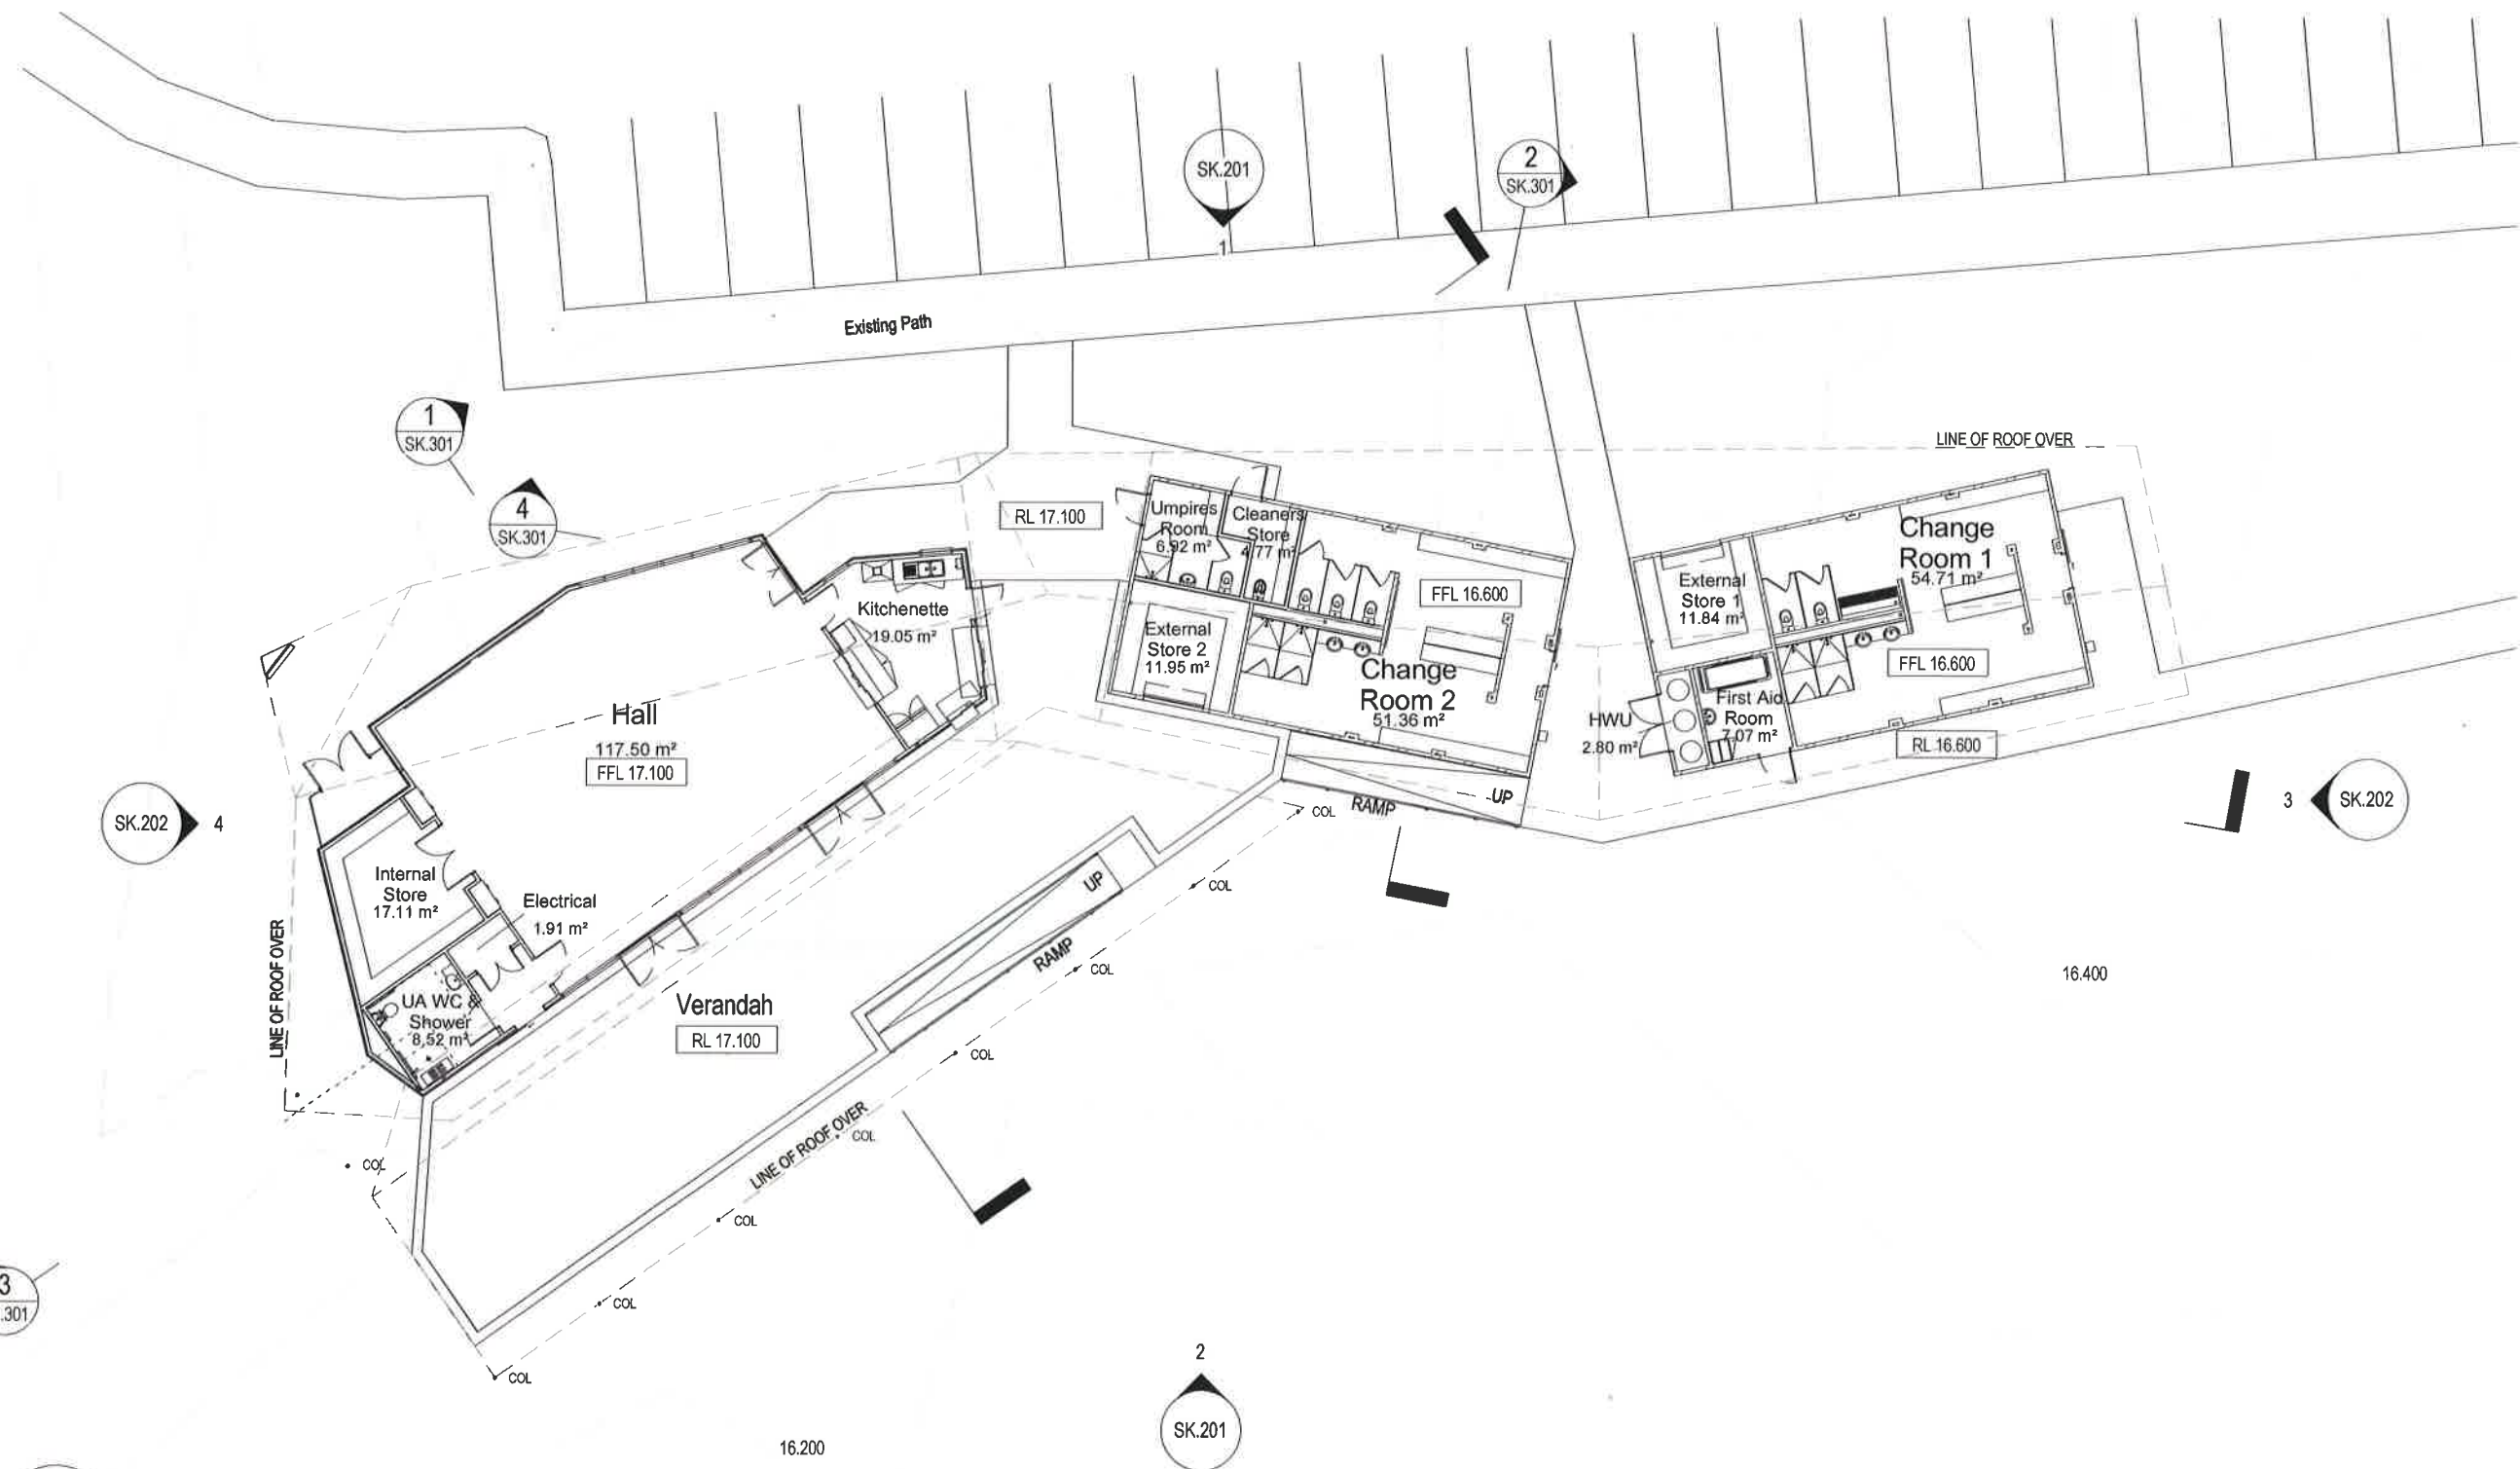 SK.201
1
2
SK.301
Existing Path
1
SK.301
4
SK.301
LINE OF ROOF OVER
RL 17.100
Umpires
Room
6.92 m²
Cleaners
Store
4.77 m²
FFL 16.600
External
Store 2
11.95 m²
Change
Room 2
51.36 m²
Change
Room 1
54.71 m²
External
Store 1
11.84 m²
FFL 16.600
First Aid
Room
7.07 m²
HWU
2.80 m²
RL 16.600
Kitchenette
19.05 m²
Hall
117.50 m²
FFL 17.100
UP
RAMP
COL
SK.202
4
3
SK.202
Internal
Store
17.11 m²
Electrical
1.91 m²
UP
RAMP
COL
COL
COL
COL
LINE OF ROOF OVER
UA WC &
Shower
8.52 m²
Verandah
RL 17.100
16.400
LINE OF ROOF OVER
COL
COL
COL
COL
3
.301
2
SK.201
16.200